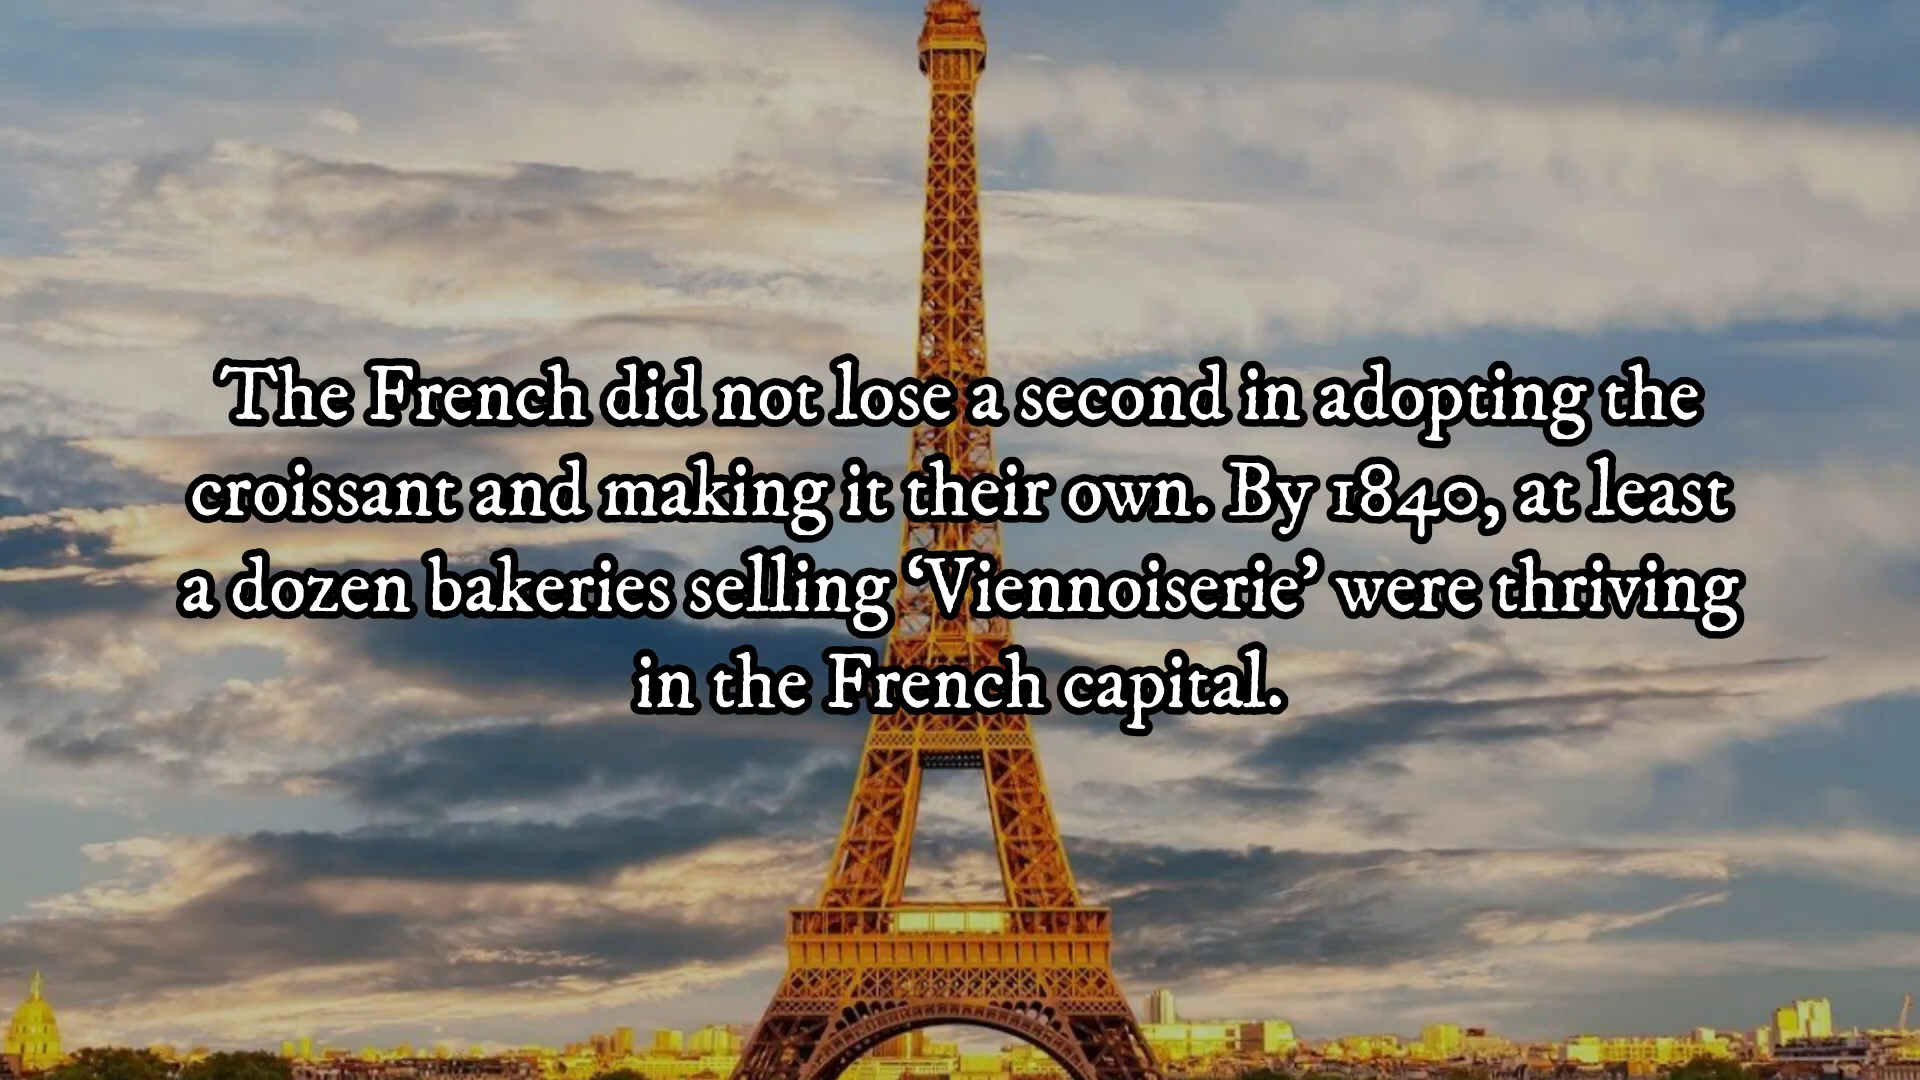 The French did not lose a second in adopting the
croissant and making it their own. By 1840, at least
a dozen bakeries selling ‘Viennoiserie’ were thriving
in the French capital.